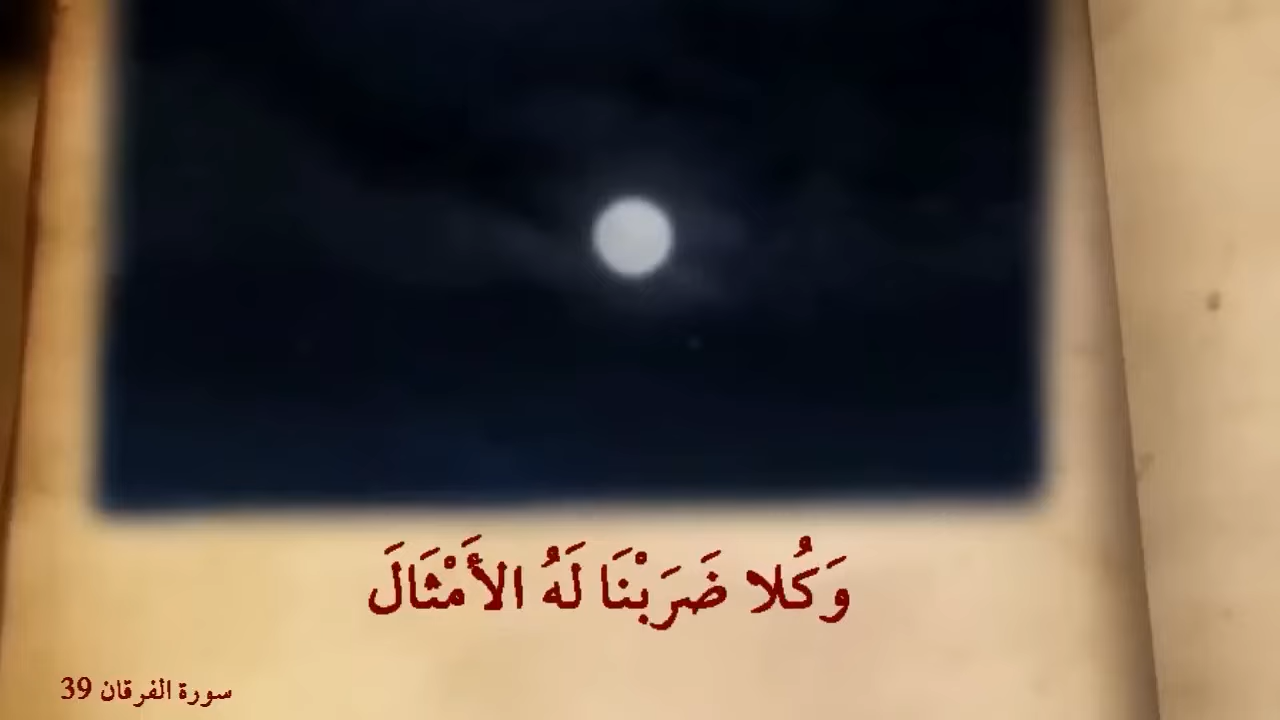 وَكُلا ضَرَبْنَا لَهُ الأَمْثَالَ
سورة الفرقان 39